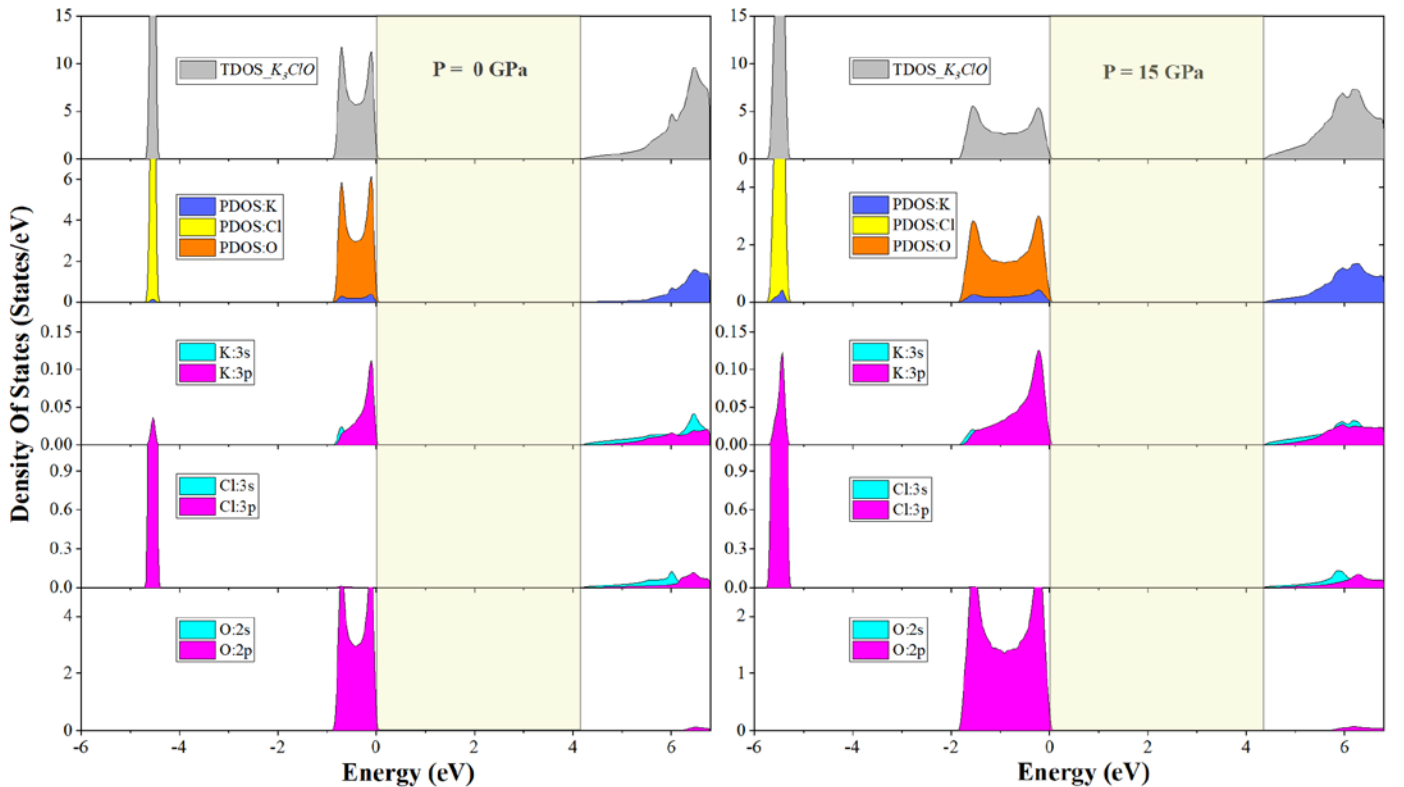 15
10
5
0
TDOS_K3ClO
P = 0 GPa
6
4
2
0
PDOS:K
PDOS:Cl
PDOS:O
0.15
0.10
0.05
0.00
K:3s
K:3p
0.9
0.6
0.3
0.0
Cl:3s
Cl:3p
4
2
0
O:2s
O:2p
-6 -4 -2 0 2 4 6
Energy (eV)
Density Of States (States/eV)
15
10
5
0
TDOS_K3ClO
P = 15 GPa
4
2
0
PDOS:K
PDOS:Cl
PDOS:O
0.15
0.10
0.05
0.00
K:3s
K:3p
0.9
0.6
0.3
0.0
Cl:3s
Cl:3p
2
1
0
O:2s
O:2p
-6 -4 -2 0 2 4 6
Energy (eV)